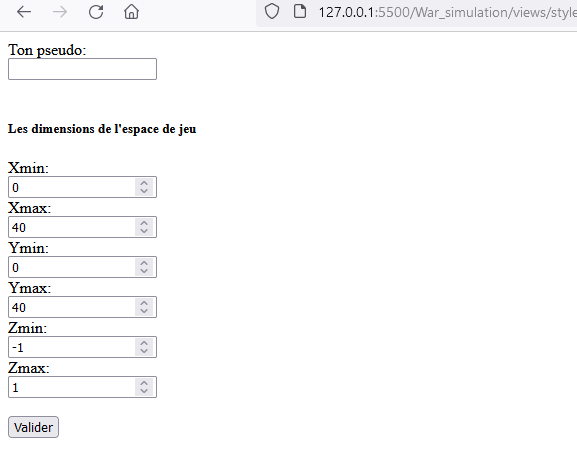 127.0.0.1:5500/War_simulation/views/style
Ton pseudo:
Les dimensions de l'espace de jeu
Xmin:
0
Xmax:
40
Ymin:
0
Ymax:
40
Zmin:
-1
Zmax:
1
Valider